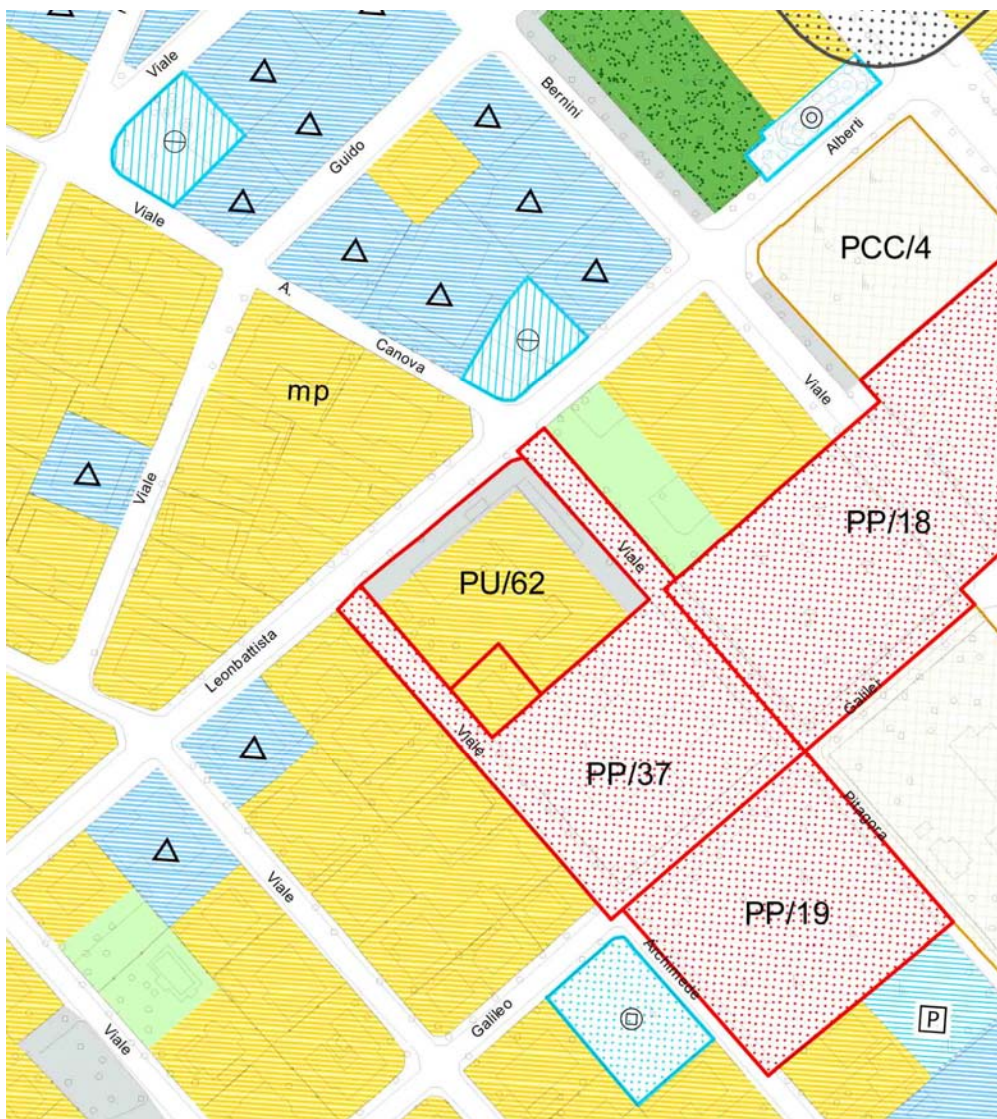 Viale
Bernini
Guido
Alberti
Viale
PCC/4
A.
Canova
mp
Viale
Viale
PP/18
Viale
PU/62
Leonbattista
Galilei
Viale
PP/37
Pitagora
Viale
PP/19
Archimede
Galileo
Viale
P